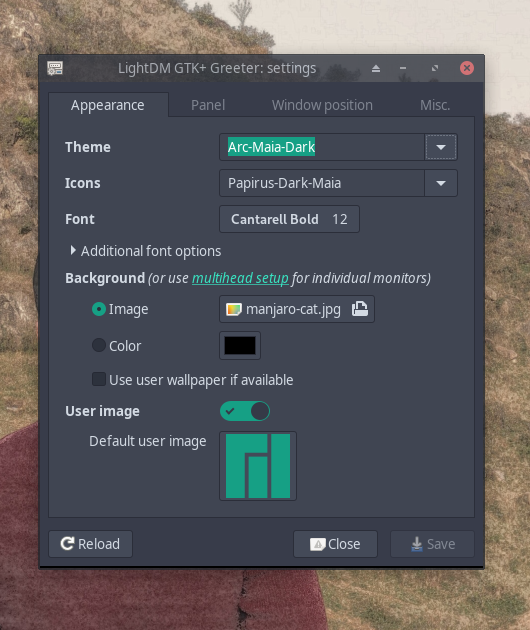 LightDM GTK+ Greeter: settings
Appearance Panel Window position Misc.
Theme Arc-Maia-Dark
Icons Papirus-Dark-Maia
Font Cantarell Bold 12
Additional font options
Background (or use multihead setup for individual monitors)
Image manjaro-cat.jpg
Color
Use user wallpaper if available
User image
Default user image
Reload Close Save